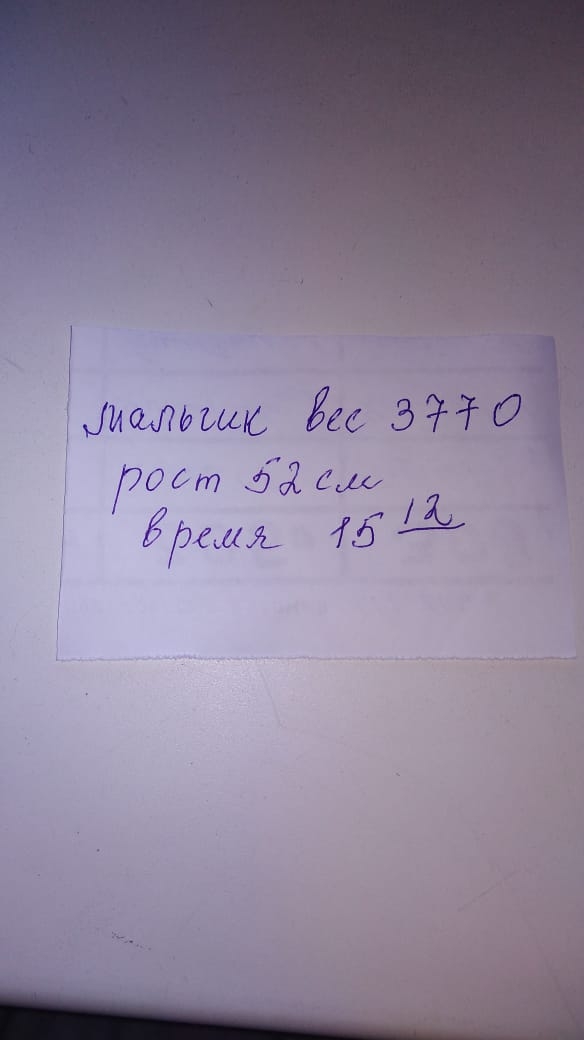 мальчик вес 3770
рост 52 см
время 15 12